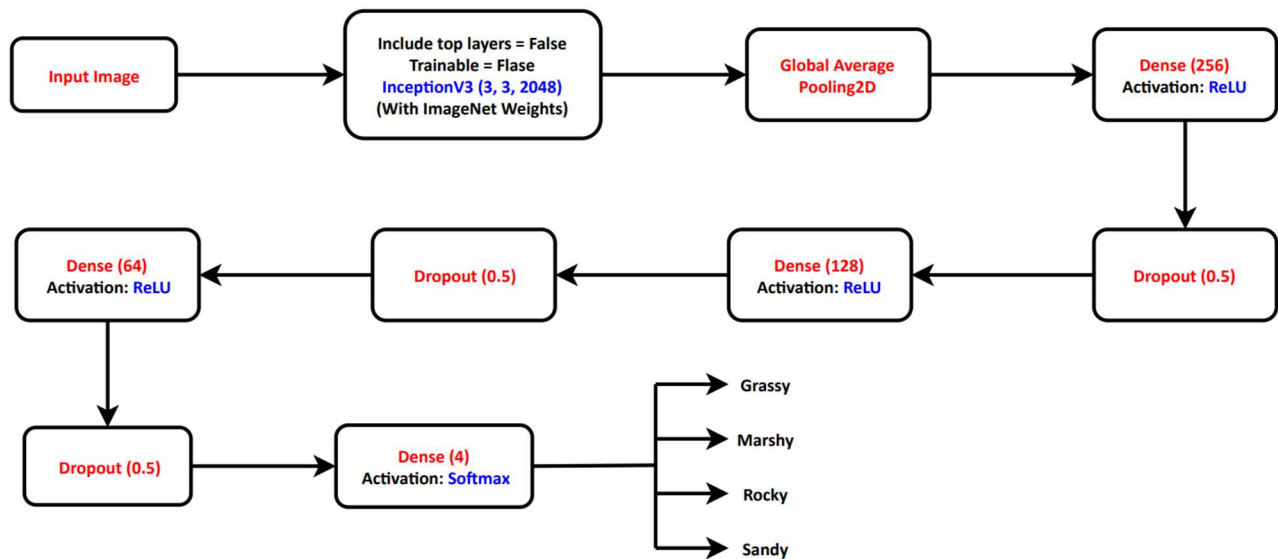 Input Image
Include top layers = False
Trainable = Flase
InceptionV3 (3, 3, 2048)
(With ImageNet Weights)
Global Average
Pooling2D
Dense (256)
Activation: ReLU
Dropout (0.5)
Dense (128)
Activation: ReLU
Dropout (0.5)
Dense (64)
Activation: ReLU
Dropout (0.5)
Dense (4)
Activation: Softmax
Grassy
Marshy
Rocky
Sandy